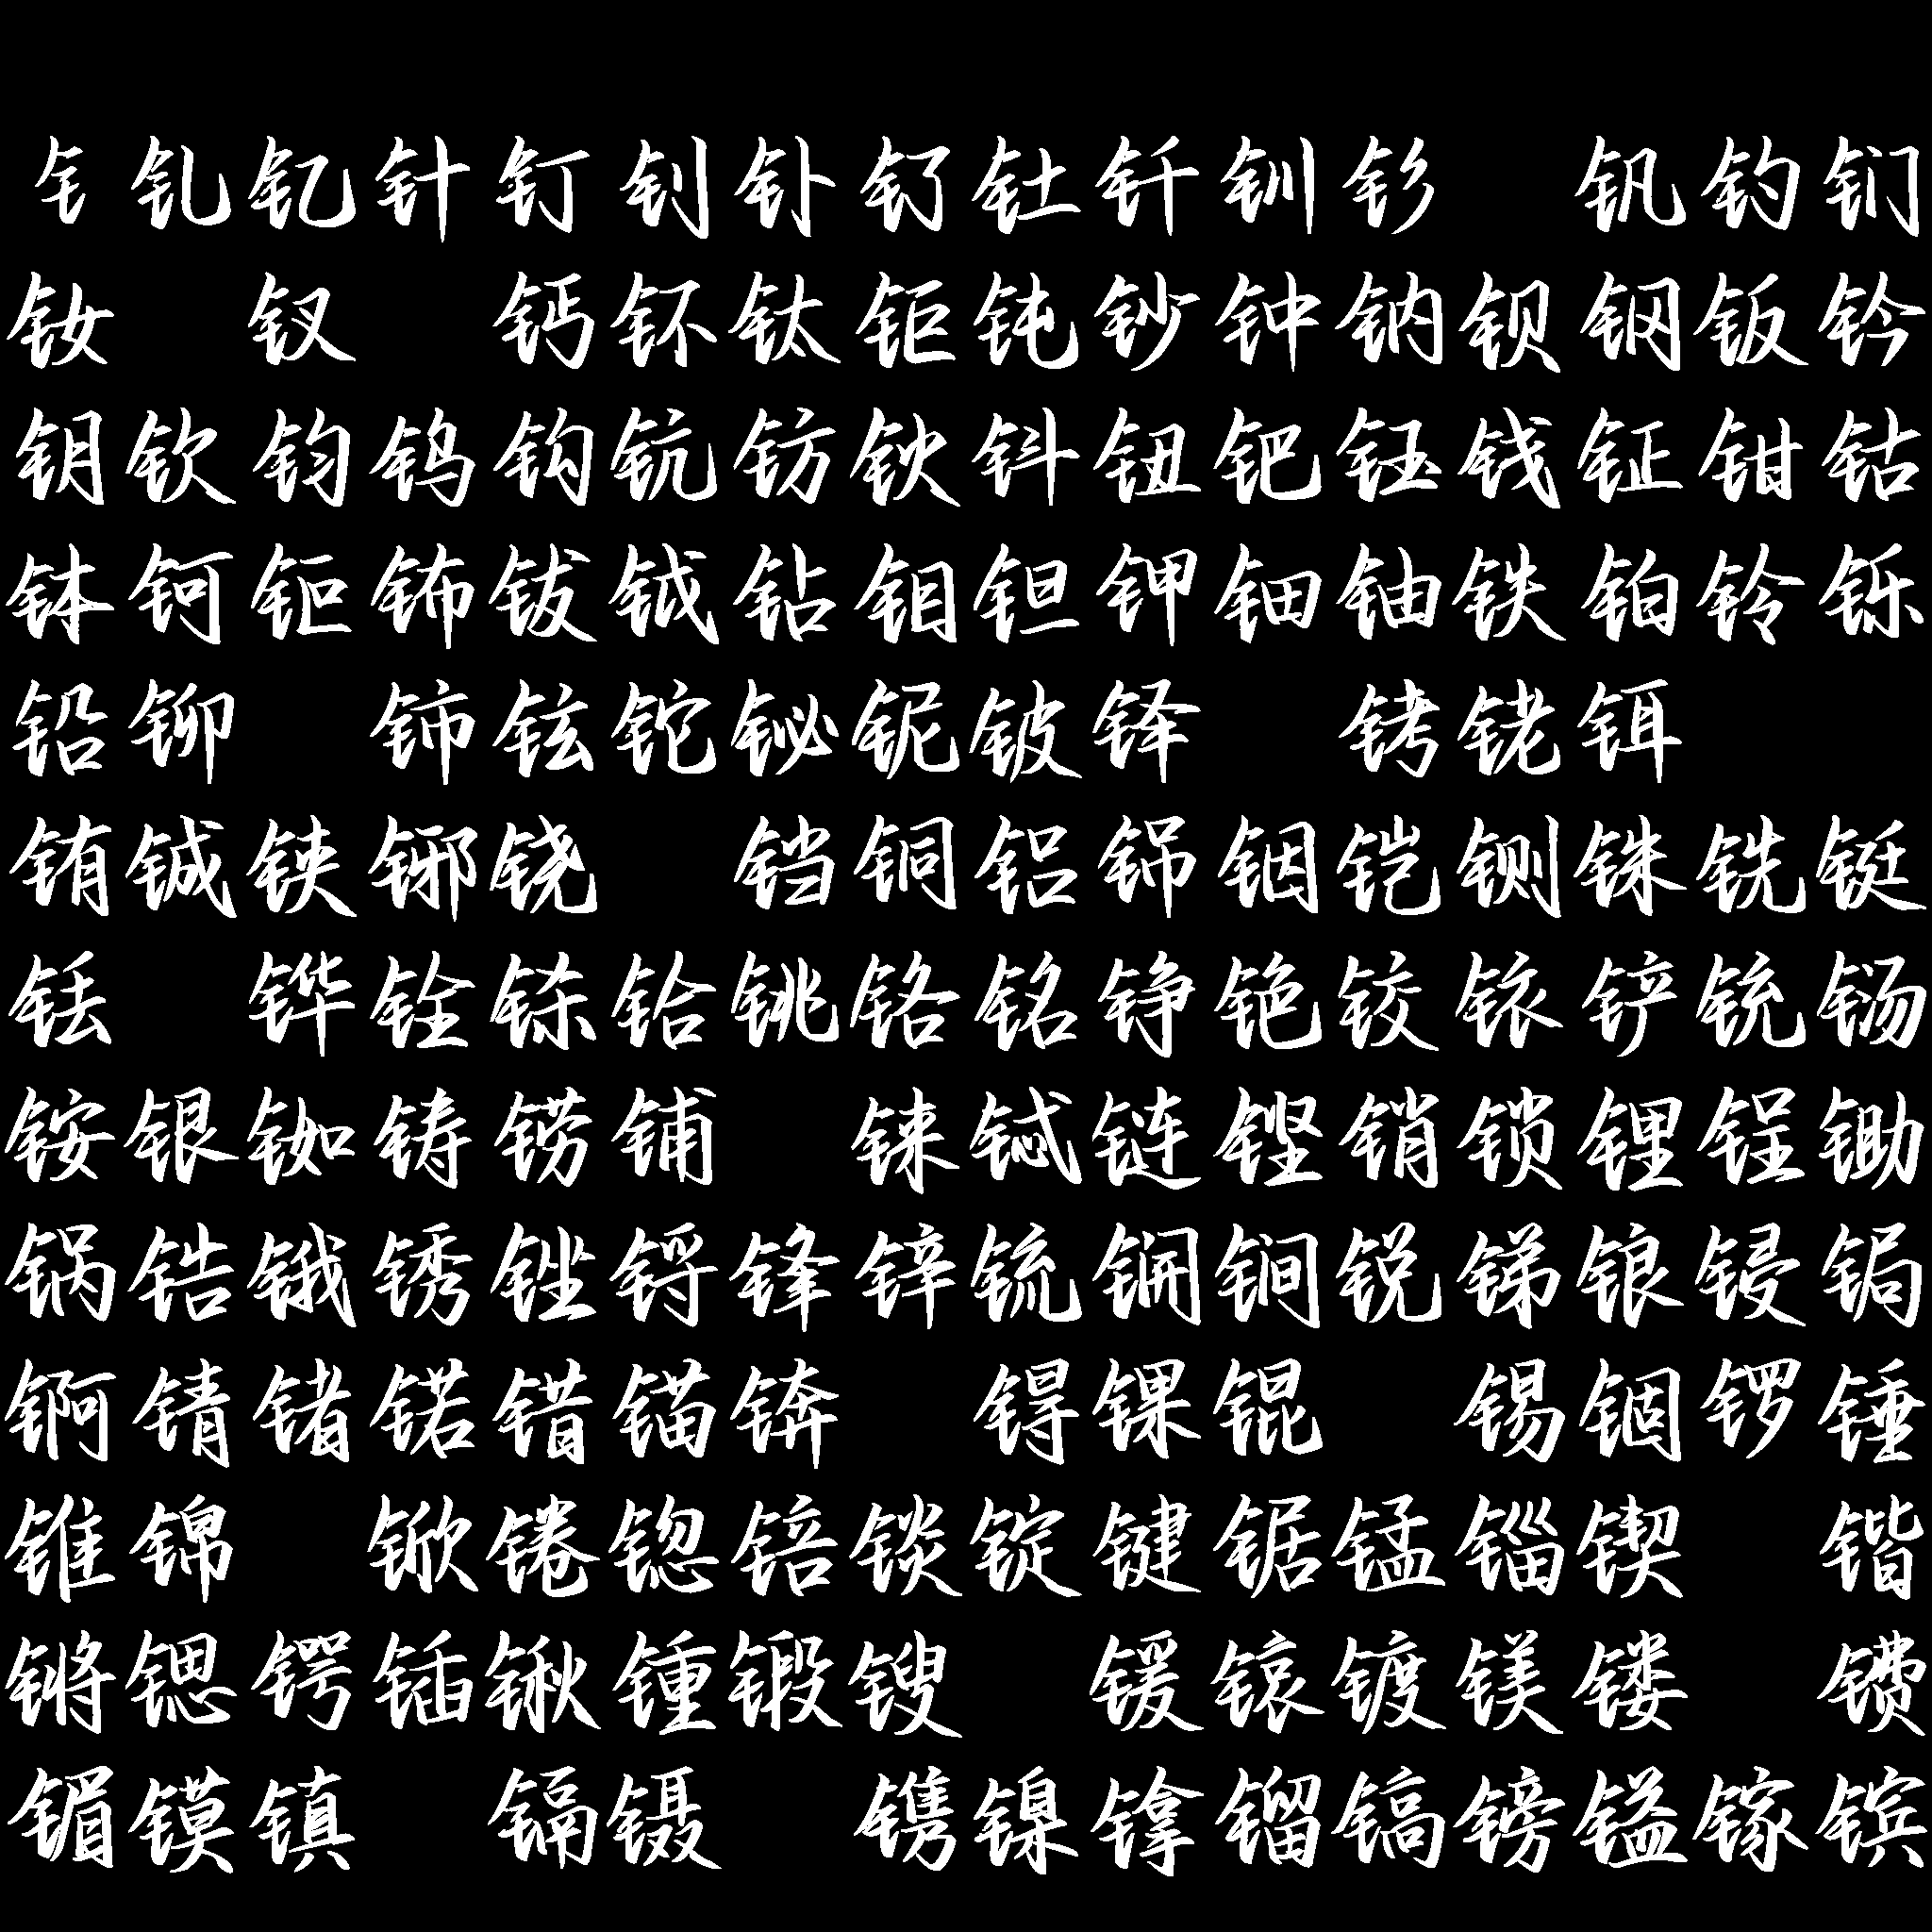 钅钆钇针钉钊钋钌钍钎钏钐 钒钓钔
钕 钗 钙钚钛钜钝钞钟钠钡钢钣钤
钥钦钧钨钩钪钫钬钭钮钯钰钱钲钳钴
钵钶钷钸钹钺钻钼钽钾钿铀铁铂铃铄
铅铆 铈铉铊铋铌铍铎 铐铑铒
铕铖铗铘铙 铛铜铝铞铟铠铡铢铣铤
铥 铧铨铩铪铫铬铭铮铯铰铱铲铳铴
铵银铷铸铹铺 铼铽链铿销锁锂锃锄
锅锆锇锈锉锊锋锌锍锎锏锐锑锒锓锔
锕锖锗锘错锚锛 锝锞锟 锡锢锣锤
锥锦 锨锩锪锫锬锭键锯锰锱锲 锴
锵锶锷锸锹锺锻锼 锾锿镀镁镂 镄
镅镆镇 镉镊 镌镍镎镏镐镑镒镓镔